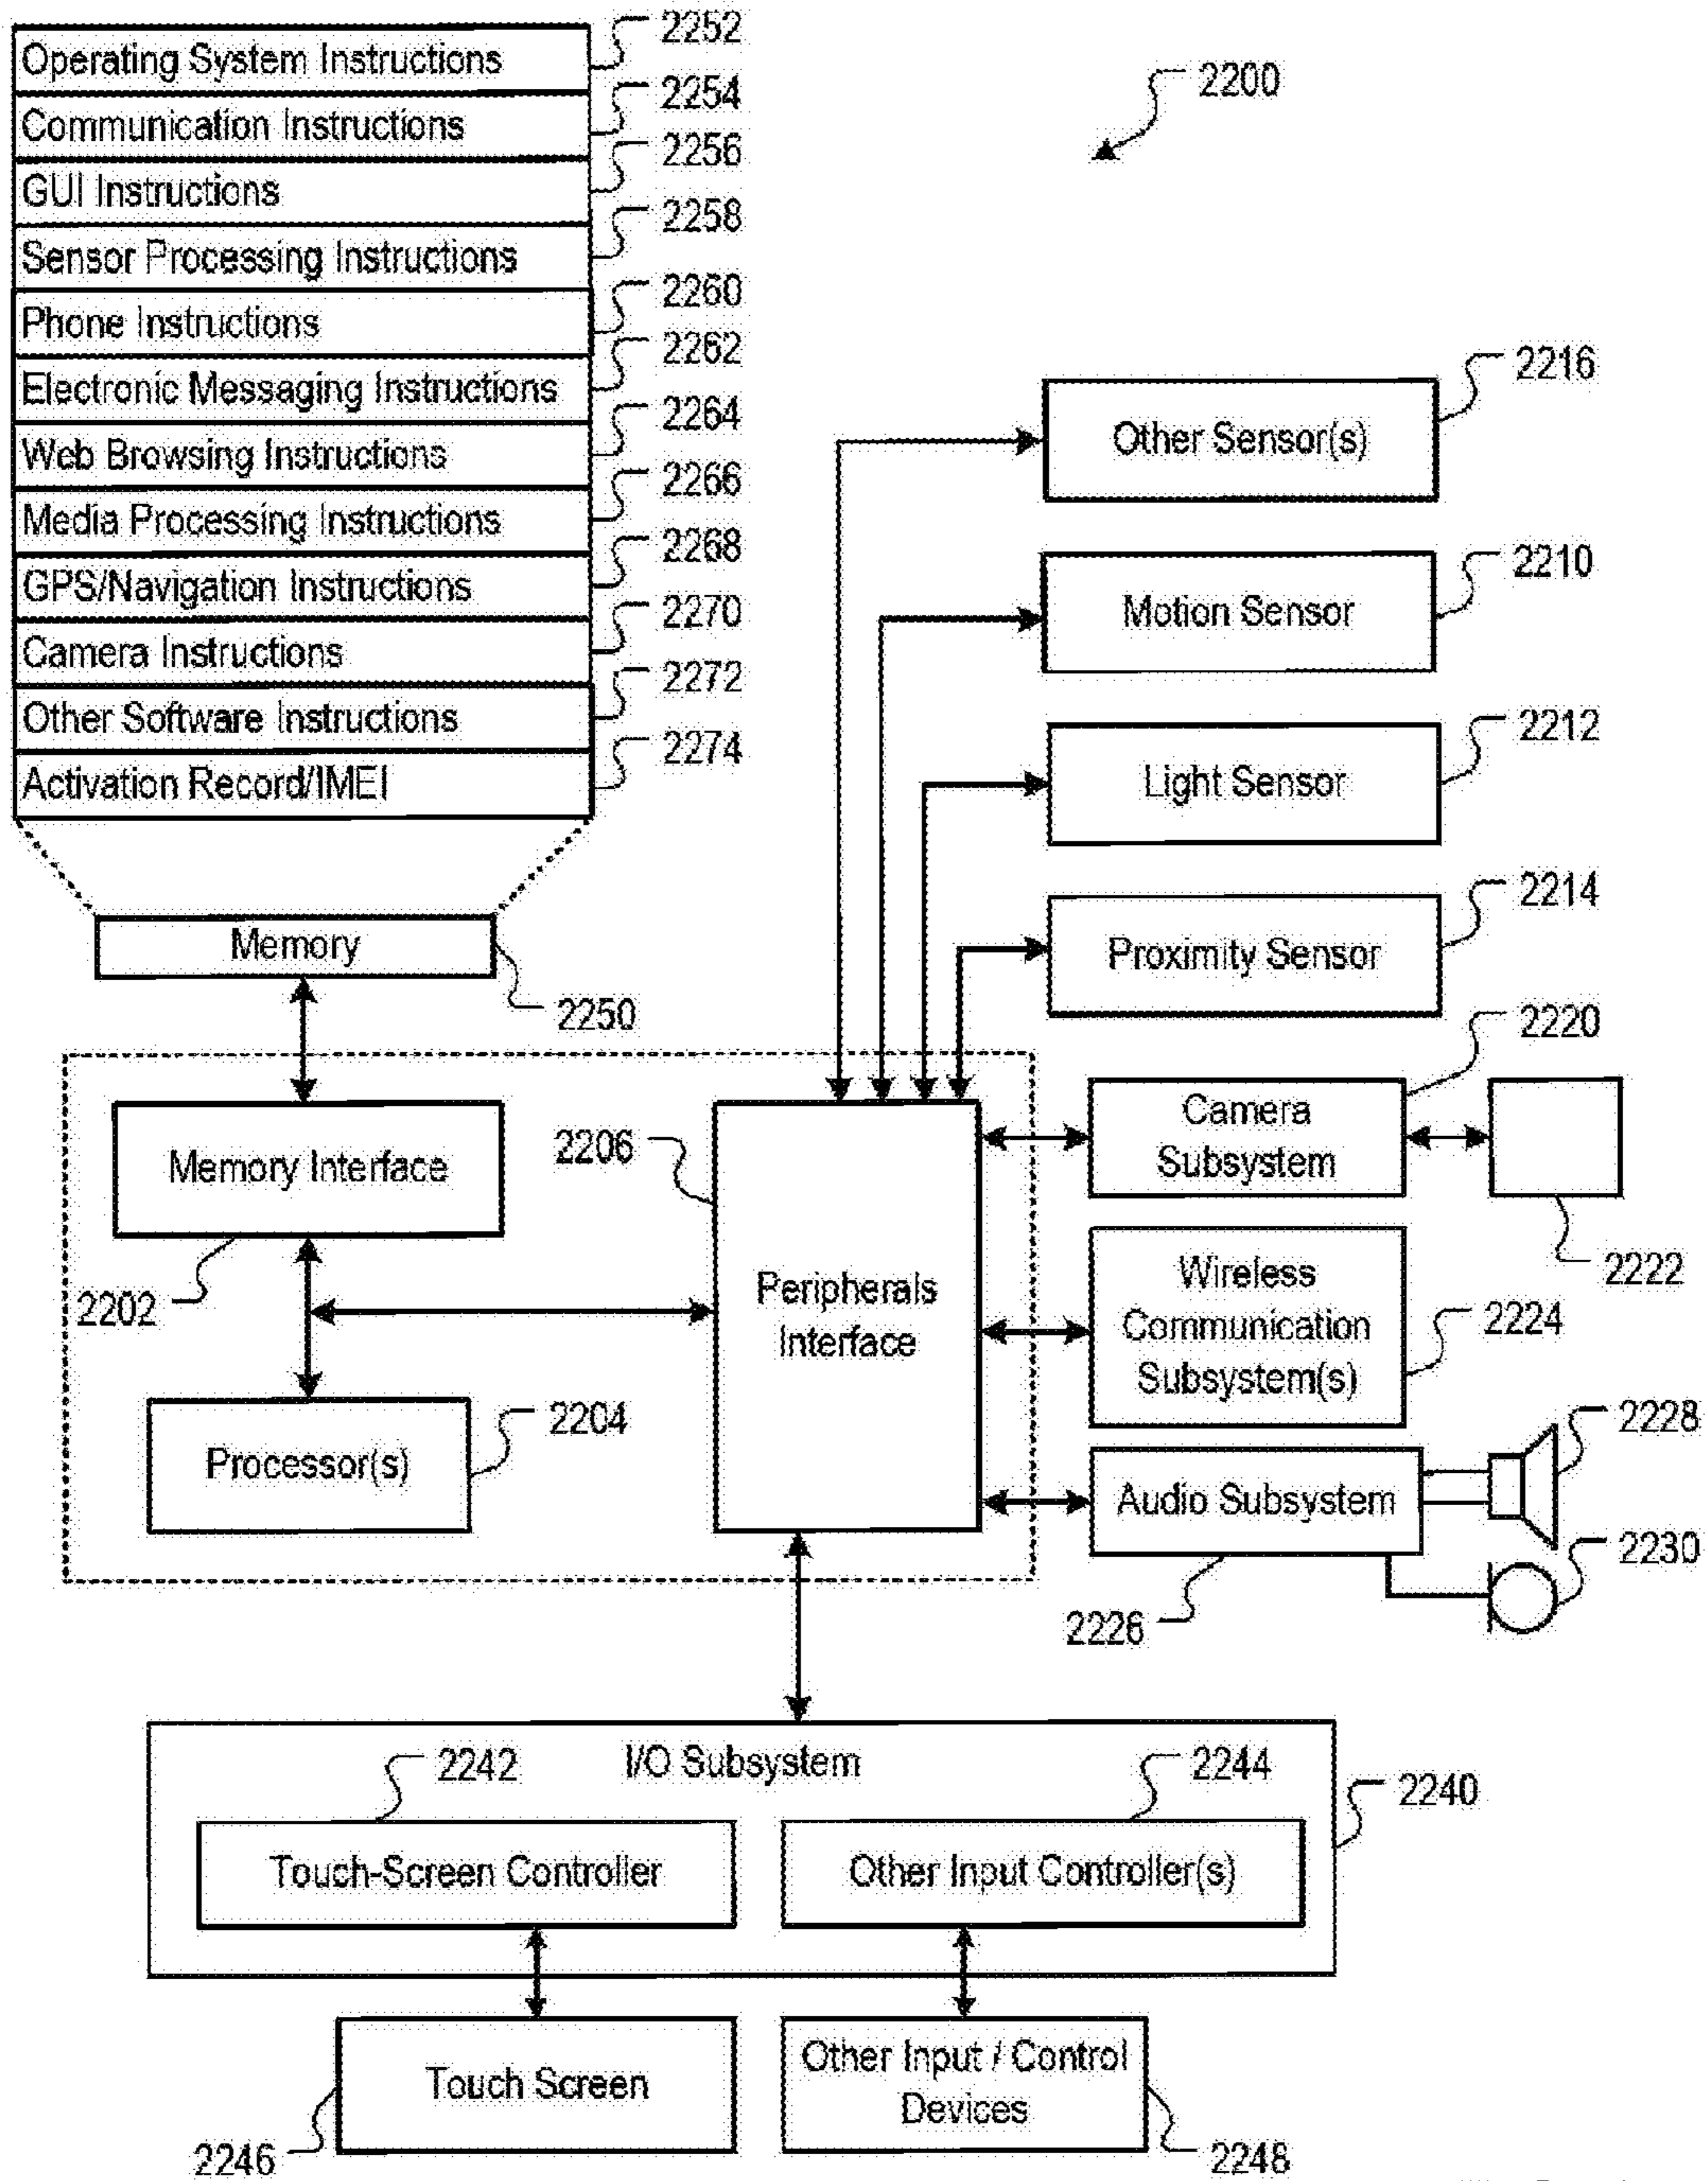 Operating System Instructions
2252
Communication Instructions
2254
GUI Instructions
2256
Sensor Processing Instructions
2258
Phone Instructions
2260
Electronic Messaging Instructions
2262
Web Browsing Instructions
2264
Media Processing Instructions
2266
GPS/Navigation Instructions
2268
Camera Instructions
2270
Other Software Instructions
2272
Activation Record/IMEI
2274
2200
Memory
2250
Other Sensor(s)
2216
Motion Sensor
2210
Light Sensor
2212
Proximity Sensor
2214
Memory Interface
2202
Processor(s)
2204
2206
Peripherals
Interface
Camera
Subsystem
2220
2222
Wireless
Communication
Subsystem(s)
2224
Audio Subsystem
2226
2228
2230
I/O Subsystem
2240
2242
Touch-Screen Controller
2244
Other Input Controller(s)
Touch Screen
2246
Other Input / Control
Devices
2248